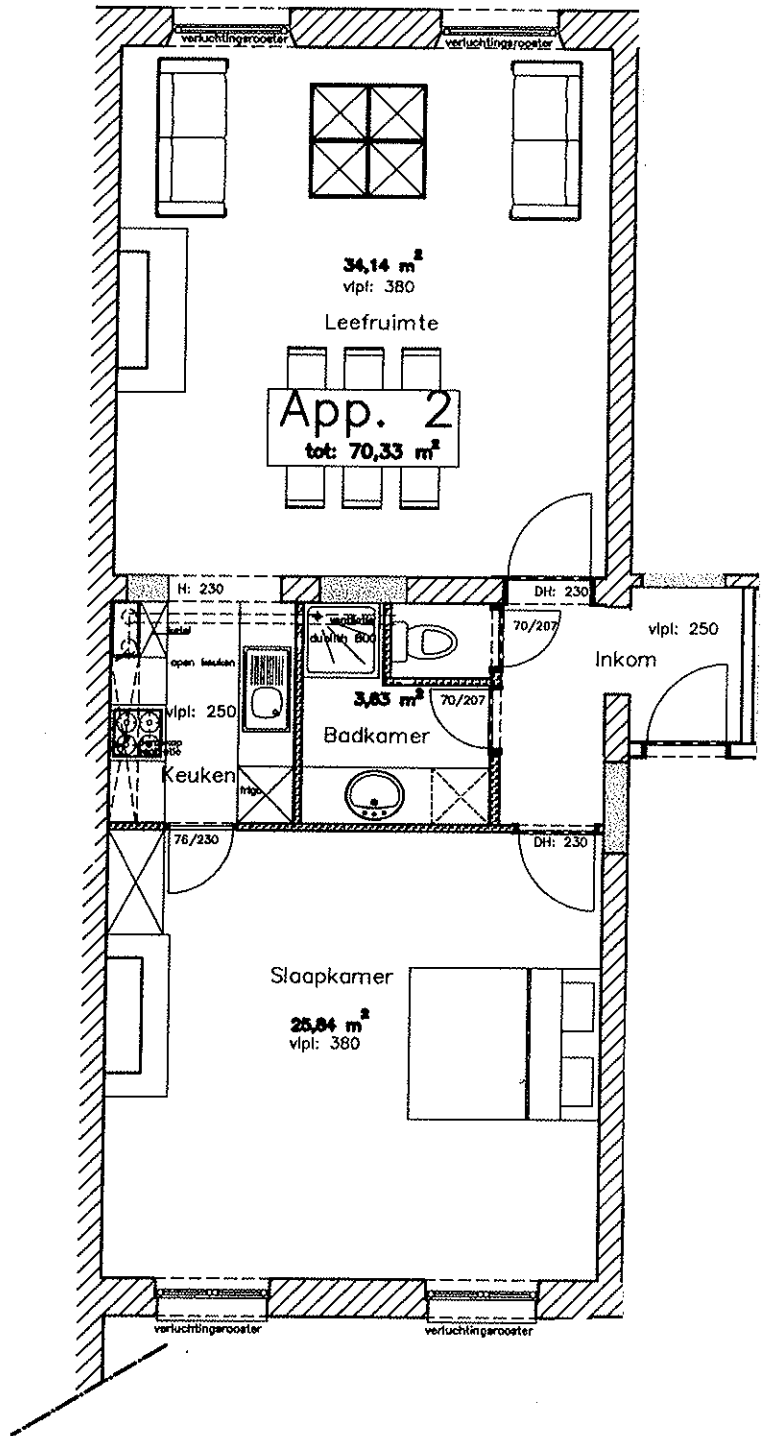 verluchtingsrooster
verluchtingsrooster
34,14 m²
vlpl: 380
Leefruimte
App. 2
tot: 70,33 m²
H: 230
DH: 230
70/207
vlpl: 250
Inkom
open keuken
vlpl: 250
3,63 m²
70/207
Badkamer
Keuken
frigo
76/230
DH: 230
Slaapkamer
25,84 m²
vlpl: 380
verluchtingsrooster
verluchtingsrooster